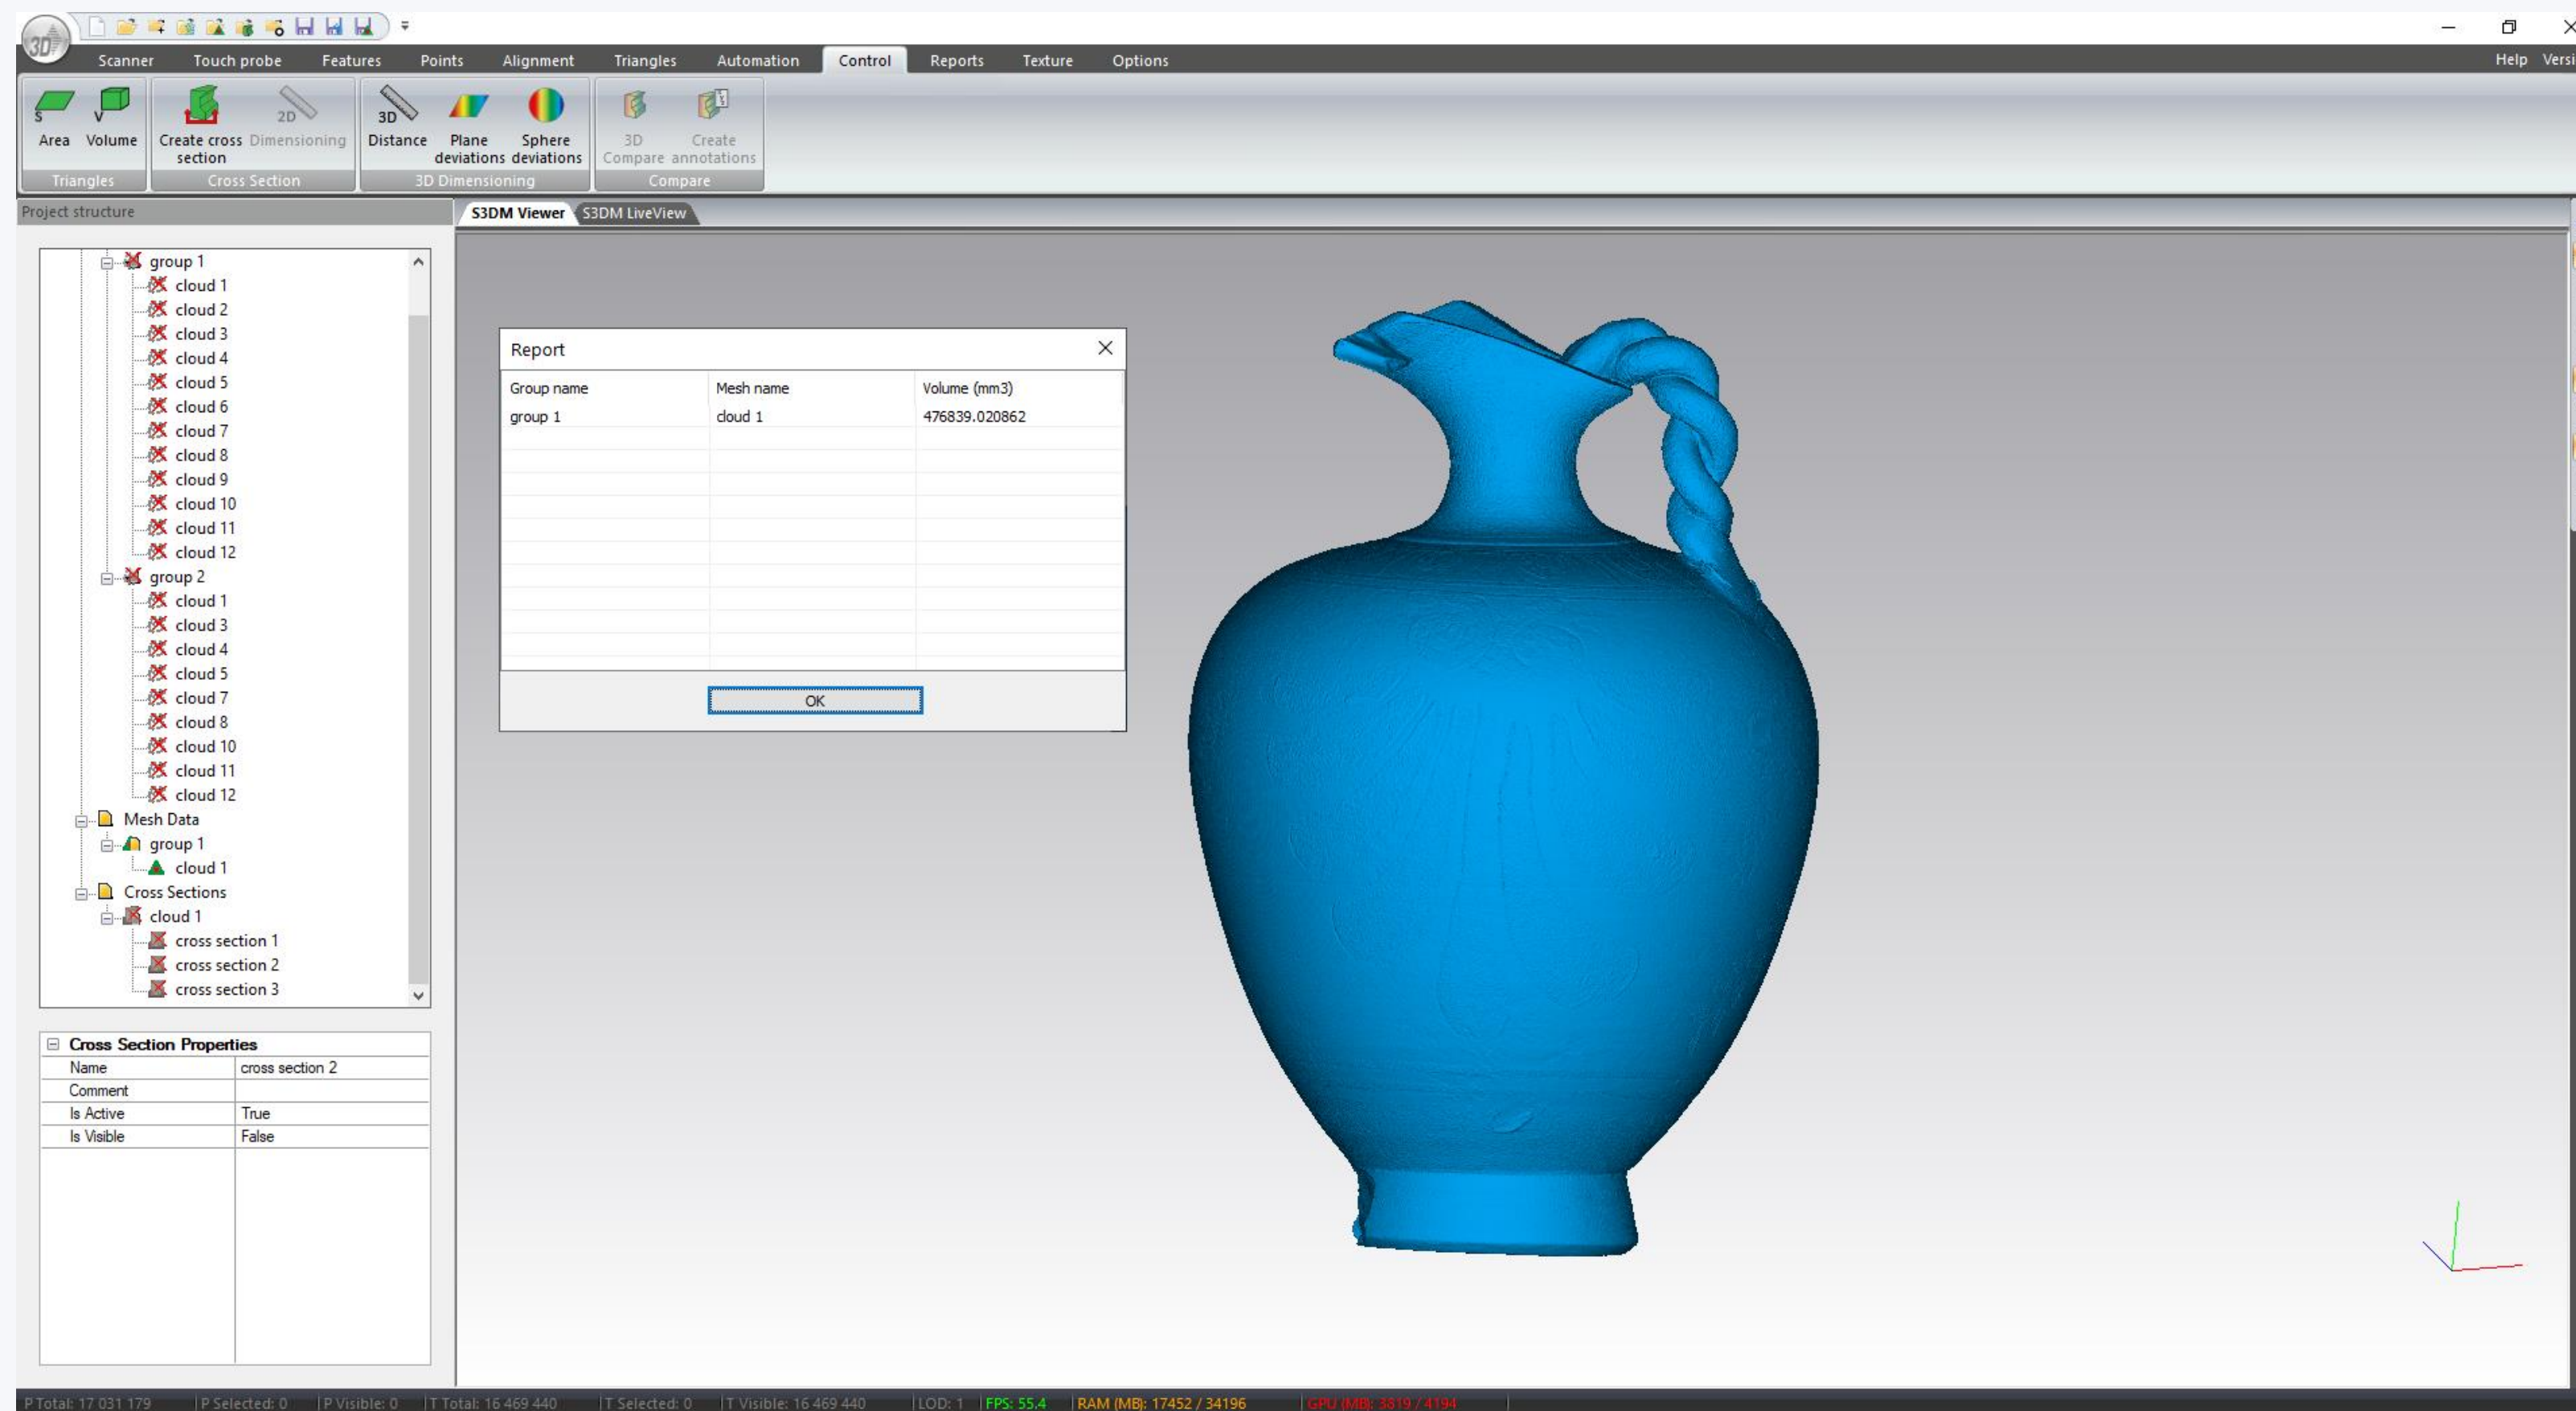 3D
Scanner Touch probe Features Points Alignment Triangles Automation Control Reports Texture Options Help Versi
S V 2D 3D
Area Volume Create cross section Dimensioning Distance Plane deviations Sphere deviations 3D Compare Create annotations
Triangles Cross Section 3D Dimensioning Compare
Project structure
S3DM Viewer S3DM LiveView
group 1
cloud 1
cloud 2
cloud 3
cloud 4
cloud 5
cloud 6
cloud 7
cloud 8
cloud 9
cloud 10
cloud 11
cloud 12
group 2
cloud 1
cloud 3
cloud 4
cloud 5
cloud 7
cloud 8
cloud 10
cloud 11
cloud 12
Mesh Data
group 1
cloud 1
Cross Sections
cloud 1
cross section 1
cross section 2
cross section 3
Cross Section Properties
Name cross section 2
Comment
Is Active True
Is Visible False
Report
Group name Mesh name Volume (mm3)
group 1 cloud 1 476839.020862
OK
P Total: 17 031 179 P Selected: 0 P Visible: 0 T Total: 16 469 440 T Selected: 0 T Visible: 16 469 440 LOD: 1 FPS: 55.4 RAM (MB): 17452 / 34196 GPU (MB): 3819 / 4194